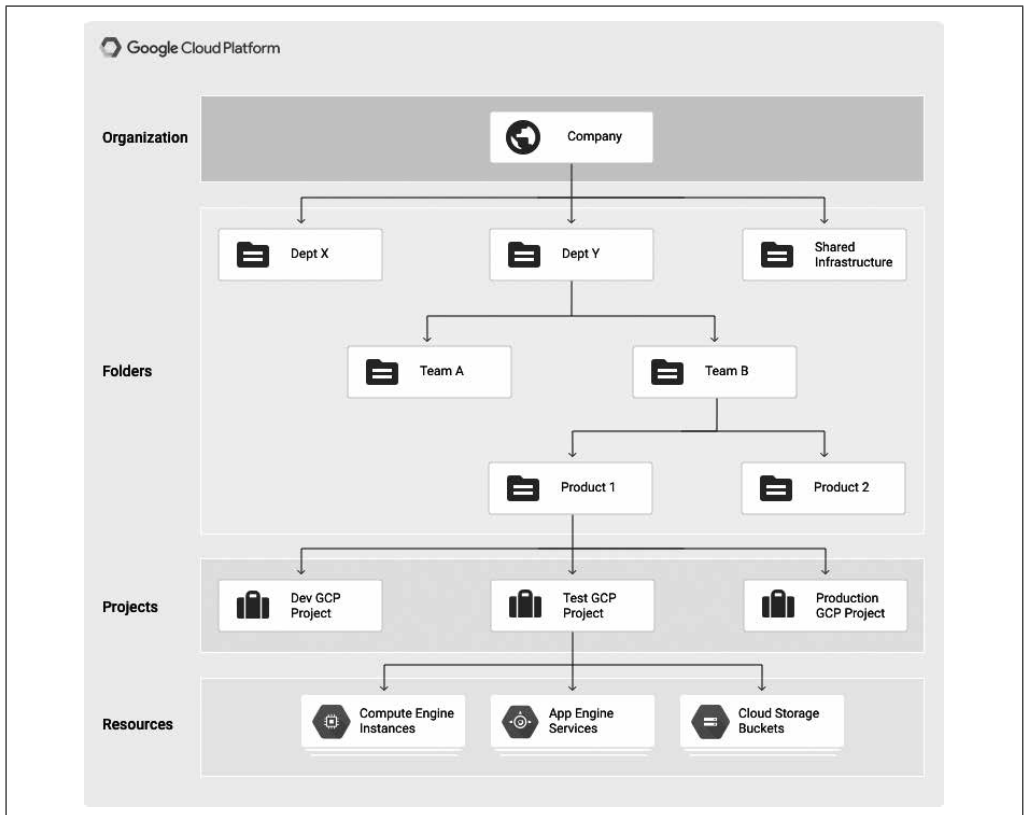 Google Cloud Platform
Organization
Company
Dept X
Dept Y
Shared
Infrastructure
Folders
Team A
Team B
Product 1
Product 2
Projects
Dev GCP
Project
Test GCP
Project
Production
GCP Project
Resources
Compute Engine
Instances
App Engine
Services
Cloud Storage
Buckets